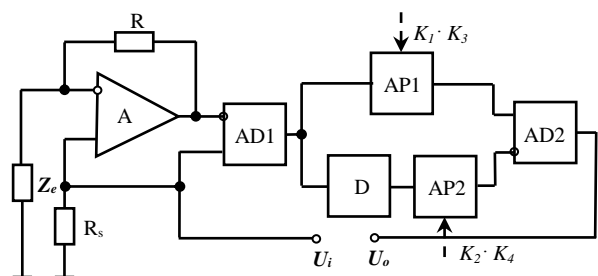 R
K₁ · K₃
A
AP1
AD1
AD2
Zₑ
D
AP2
Rₛ
Uᵢ
Uₒ
K₂ · K₄